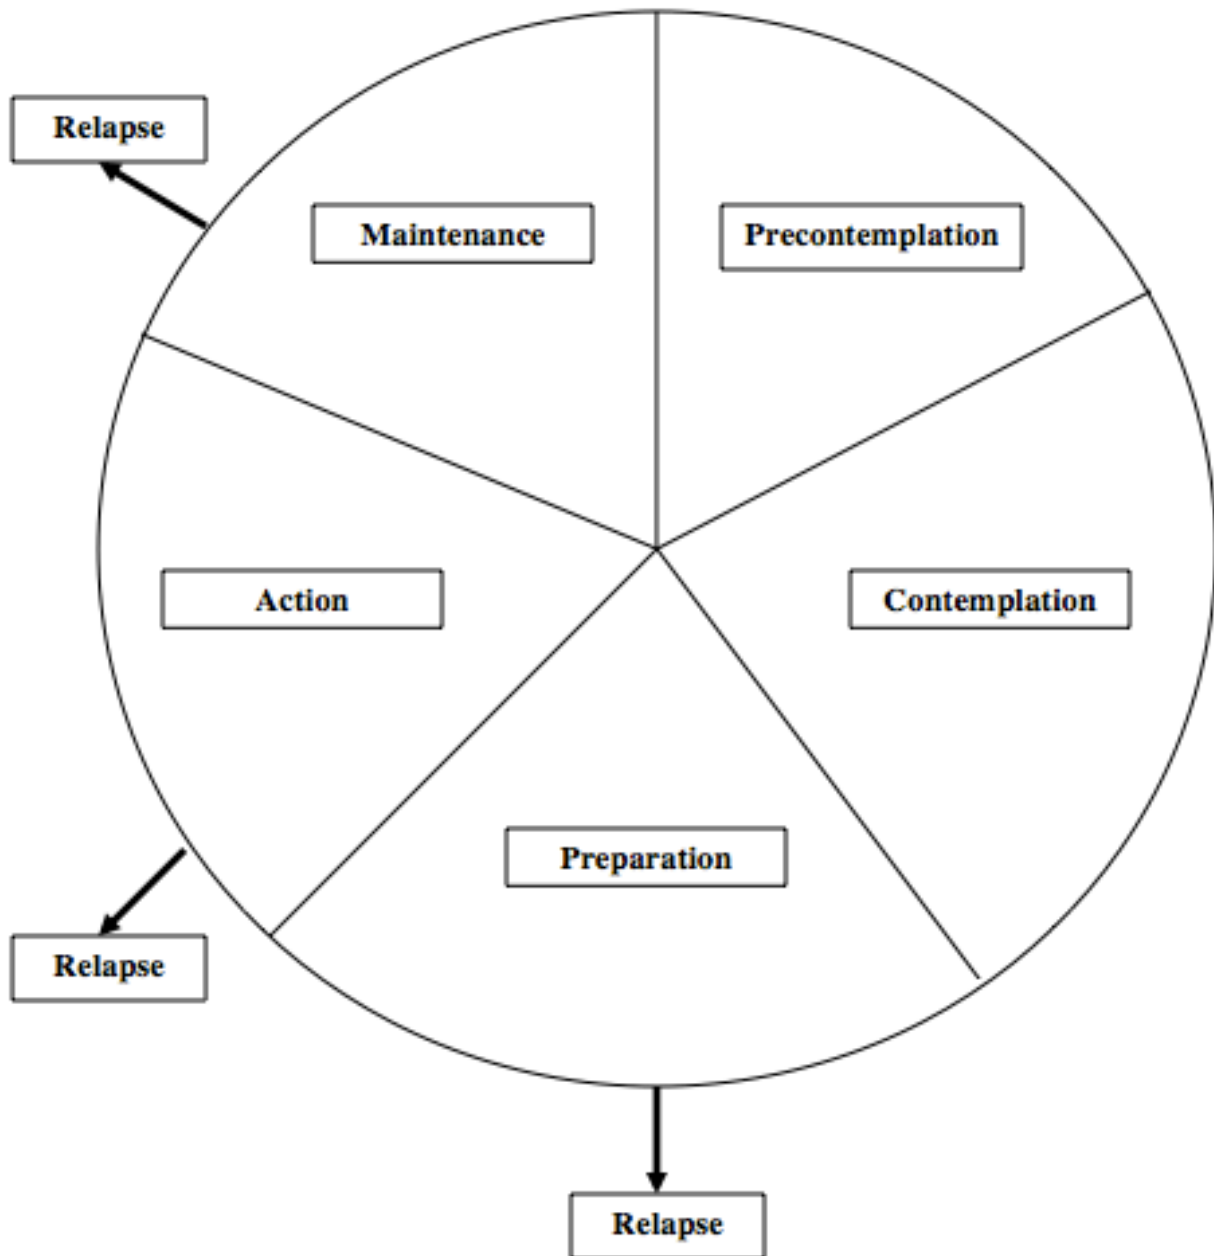 Relapse
Maintenance
Precontemplation
Action
Contemplation
Preparation
Relapse
Relapse